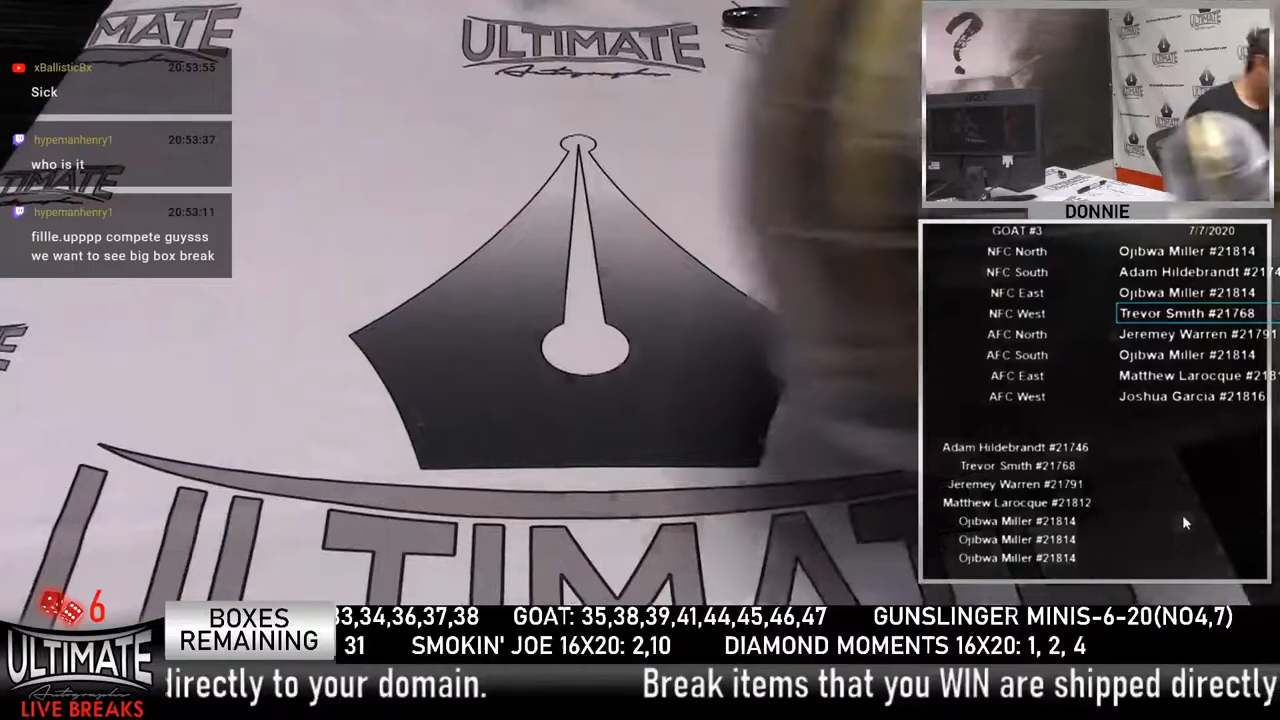 ULTIMATE
MATE
xBallisticBx 20:53:55
Sick
hypemanhenry1 20:53:37
who is it
hypemanhenry1 20:53:11
fillle.upppp compete guysss
we want to see big box break
ULTIMAT
DONNIE
GOAT #3 7/7/2020
NFC North Ojibwa Miller #21814
NFC South Adam Hildebrandt #2174
NFC East Ojibwa Miller #21814
NFC West Trevor Smith #21768
AFC North Jeremey Warren #21791
AFC South Ojibwa Miller #21814
AFC East Matthew Larocque #2181
AFC West Joshua Garcia #21816
Adam Hildebrandt #21746
Trevor Smith #21768
Jeremey Warren #21791
Matthew Larocque #21812
Ojibwa Miller #21814
Ojibwa Miller #21814
Ojibwa Miller #21814
6
ULTIMATE
Autographs
LIVE BREAKS
BOXES
REMAINING
33,34,36,37,38 GOAT: 35,38,39,41,44,45,46,47 GUNSLINGER MINIS-6-20(NO4,7)
31 SMOKIN' JOE 16X20: 2,10 DIAMOND MOMENTS 16X20: 1, 2, 4
directly to your domain. Break items that you WIN are shipped directly